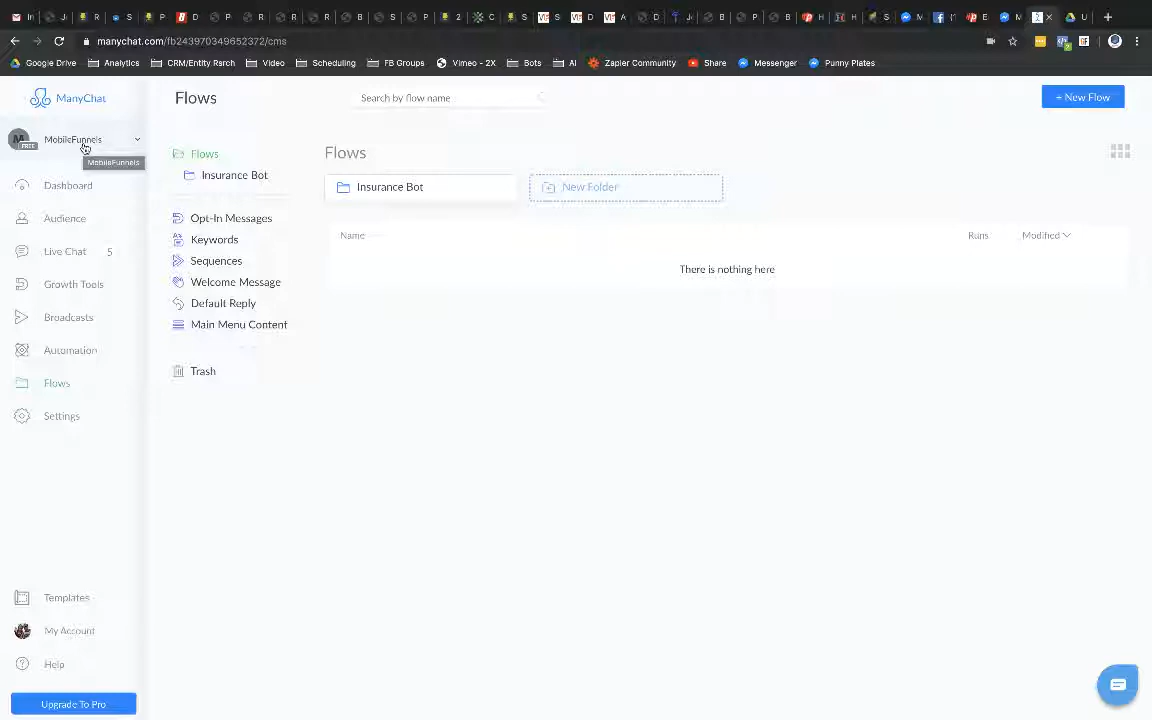 In
J
S
P
D
P
R
R
R
B
S
P
2
C
S
S
D
A
D
J
B
P
B
H
H
S
M
(
E
M
U
manychat.com/fb243970349652372/cms
Google Drive
Analytics
CRM/Entity Rsrch
Video
Scheduling
FB Groups
Vimeo - 2X
Bots
AI
Zapier Community
Share
Messenger
Punny Plates
ManyChat
Flows
Search by flow name
+ New Flow
M
FREE
MobileFunnels
MobileFunnels
Dashboard
Audience
Live Chat 5
Growth Tools
Broadcasts
Automation
Flows
Settings
Templates
My Account
Help
Upgrade To Pro
Flows
Insurance Bot
Opt-In Messages
Keywords
Sequences
Welcome Message
Default Reply
Main Menu Content
Trash
Flows
Insurance Bot
New Folder
Name Runs Modified
There is nothing here